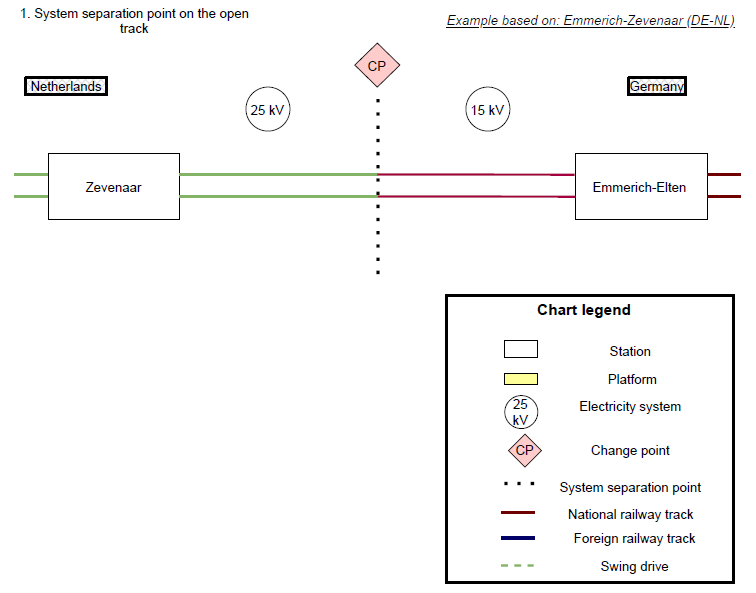 1. System separation point on the open
track
Example based on: Emmerich-Zevenaar (DE-NL)
CP
Netherlands
25 kV
15 kV
Germany
Zevenaar
Emmerich-Elten
Chart legend
Station
Platform
25
kV
Electricity system
CP
Change point
System separation point
National railway track
Foreign railway track
Swing drive